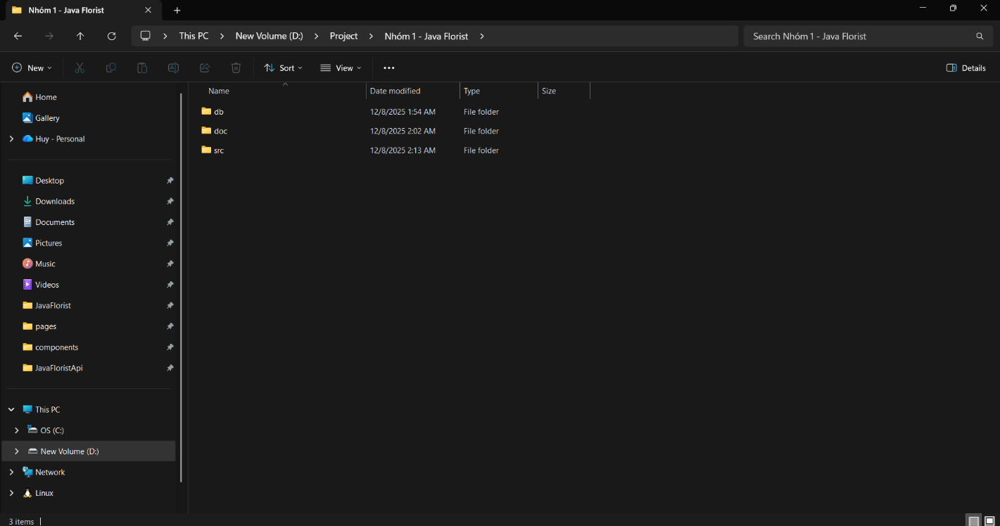 Nhóm 1 - Java Florist
This PC > New Volume (D:) > Project > Nhóm 1 - Java Florist >
Search Nhóm 1 - Java Florist
New
Sort
View
Details
Name
Date modified
Type
Size
db 12/8/2025 1:54 AM File folder
doc 12/8/2025 2:02 AM File folder
src 12/8/2025 2:13 AM File folder
Home
Gallery
Huy - Personal
Desktop
Downloads
Documents
Pictures
Music
Videos
JavaFlorist
pages
components
JavaFloristApi
This PC
OS (C:)
New Volume (D:)
Network
Linux
3 items